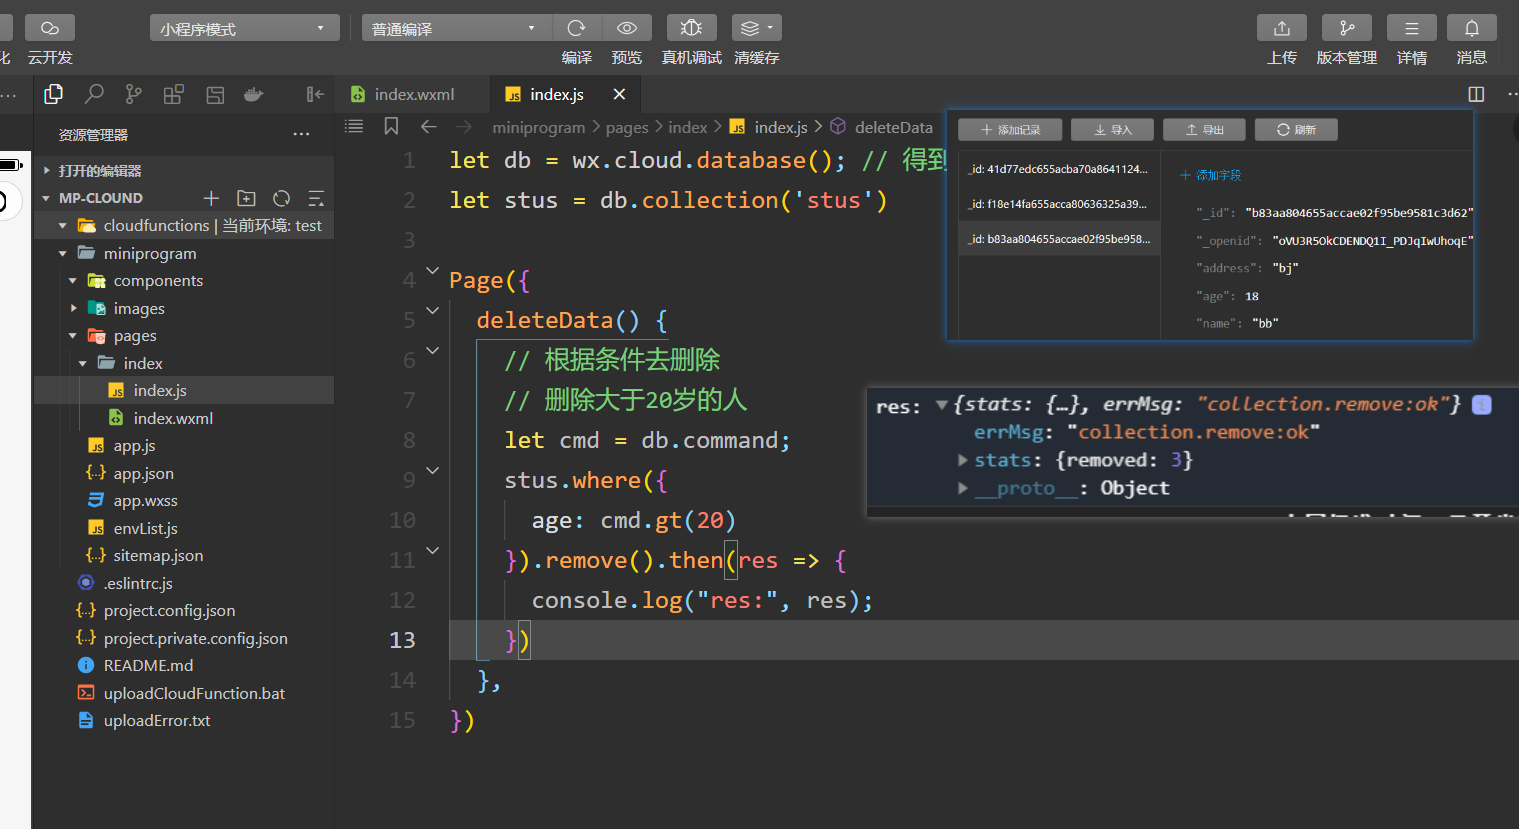 化
云开发
小程序模式
普通编译
编译
预览
真机调试
清缓存
上传
版本管理
详情
消息
资源管理器
打开的编辑器
MP-CLOUND
cloudfunctions | 当前环境: test
miniprogram
components
images
pages
index
index.js
index.wxml
app.js
app.json
app.wxss
envList.js
sitemap.json
.eslintrc.js
project.config.json
project.private.config.json
README.md
uploadCloudFunction.bat
uploadError.txt
index.wxml
index.js
miniprogram > pages > index > index.js > deleteData
1 let db = wx.cloud.database(); // 得到
2 let stus = db.collection('stus')
3
4 Page({
5 deleteData() {
6 // 根据条件去删除
7 // 删除大于20岁的人
8 let cmd = db.command;
9 stus.where({
10 age: cmd.gt(20)
11 }).remove().then(res => {
12 console.log("res:", res);
13 })
14 },
15 })
添加记录
导入
导出
刷新
_id: 41d77edc655acba70a8641124...
_id: f18e14fa655acca80636325a39...
_id: b83aa804655accae02f95be958...
添加字段
"_id": "b83aa804655accae02f95be9581c3d62"
"_openid": "oVU3R5OkCDENDQ1I_PDJqIwUhoqE"
"address": "bj"
"age": 18
"name": "bb"
res: {stats: {…}, errMsg: "collection.remove:ok"} i
errMsg: "collection.remove:ok"
stats: {removed: 3}
__proto__: Object